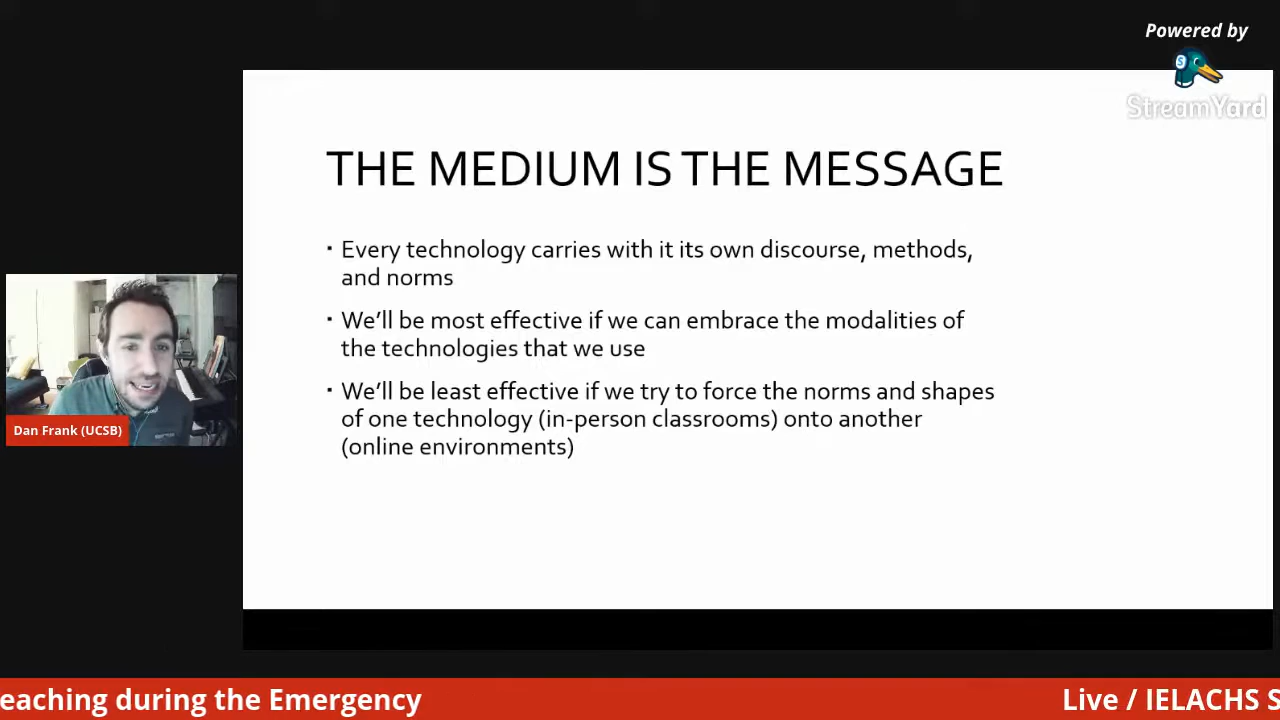 Powered by
StreamYard
THE MEDIUM IS THE MESSAGE
▪ Every technology carries with it its own discourse, methods,
and norms
▪ We’ll be most effective if we can embrace the modalities of
the technologies that we use
▪ We’ll be least effective if we try to force the norms and shapes
of one technology (in-person classrooms) onto another
(online environments)
Dan Frank (UCSB)
eaching during the Emergency
Live / IELACHS S